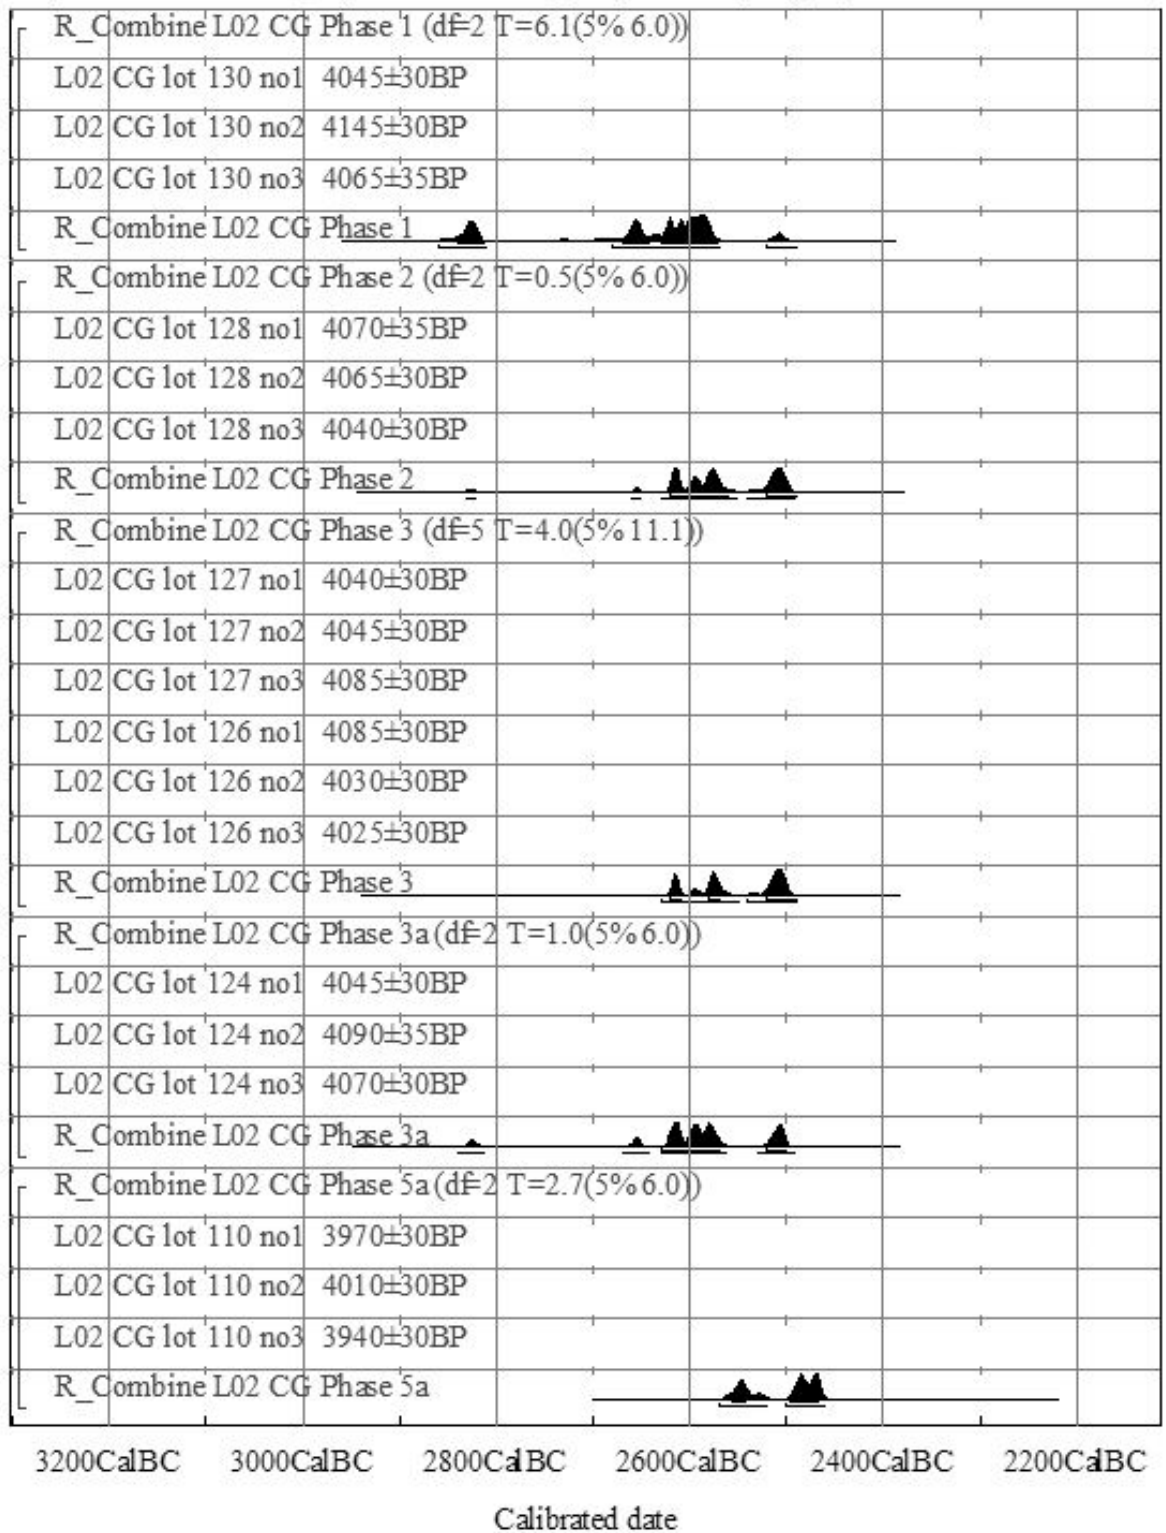 R_Combine L02 CG Phase 1 (df=2 T=6.1(5% 6.0))
L02 CG lot 130 no1 4045±30BP
L02 CG lot 130 no2 4145±30BP
L02 CG lot 130 no3 4065±35BP
R_Combine L02 CG Phase 1
R_Combine L02 CG Phase 2 (df=2 T=0.5(5% 6.0))
L02 CG lot 128 no1 4070±35BP
L02 CG lot 128 no2 4065±30BP
L02 CG lot 128 no3 4040±30BP
R_Combine L02 CG Phase 2
R_Combine L02 CG Phase 3 (df=5 T=4.0(5% 11.1))
L02 CG lot 127 no1 4040±30BP
L02 CG lot 127 no2 4045±30BP
L02 CG lot 127 no3 4085±30BP
L02 CG lot 126 no1 4085±30BP
L02 CG lot 126 no2 4030±30BP
L02 CG lot 126 no3 4025±30BP
R_Combine L02 CG Phase 3
R_Combine L02 CG Phase 3a (df=2 T=1.0(5% 6.0))
L02 CG lot 124 no1 4045±30BP
L02 CG lot 124 no2 4090±35BP
L02 CG lot 124 no3 4070±30BP
R_Combine L02 CG Phase 3a
R_Combine L02 CG Phase 5a (df=2 T=2.7(5% 6.0))
L02 CG lot 110 no1 3970±30BP
L02 CG lot 110 no2 4010±30BP
L02 CG lot 110 no3 3940±30BP
R_Combine L02 CG Phase 5a
3200CalBC 3000CalBC 2800CalBC 2600CalBC 2400CalBC 2200CalBC
Calibrated date